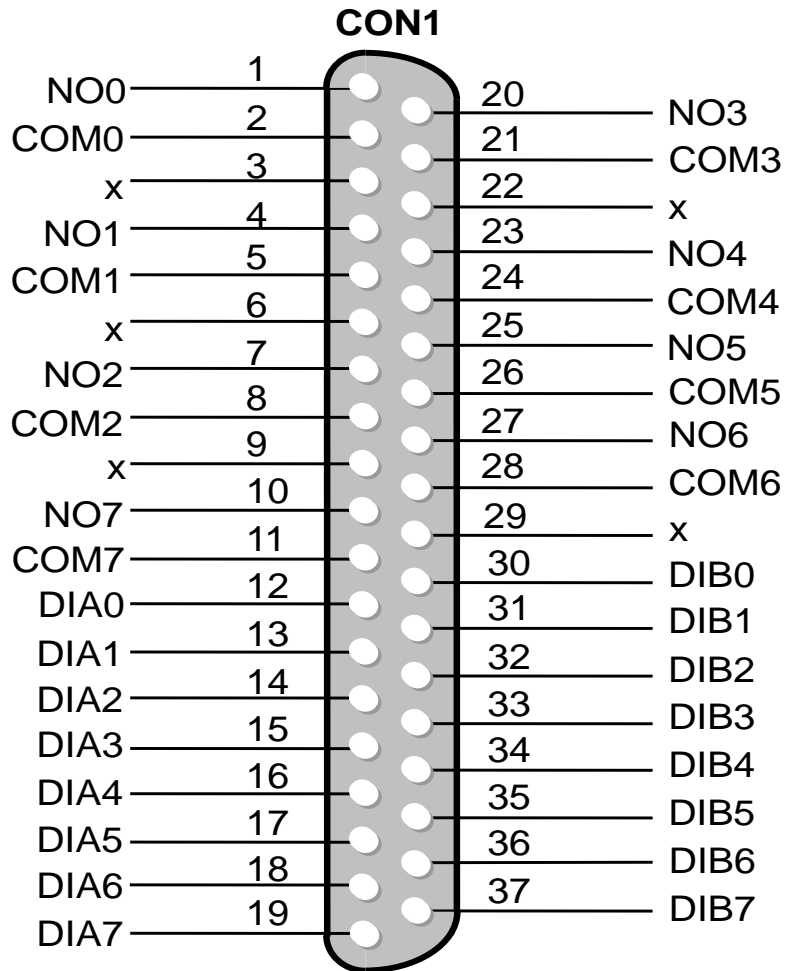 CON1
NO0 1
COM0 2
x 3
NO1 4
COM1 5
x 6
NO2 7
COM2 8
x 9
NO7 10
COM7 11
DIA0 12
DIA1 13
DIA2 14
DIA3 15
DIA4 16
DIA5 17
DIA6 18
DIA7 19
20 NO3
21 COM3
22 x
23 NO4
24 COM4
25 NO5
26 COM5
27 NO6
28 COM6
29 x
30 DIB0
31 DIB1
32 DIB2
33 DIB3
34 DIB4
35 DIB5
36 DIB6
37 DIB7